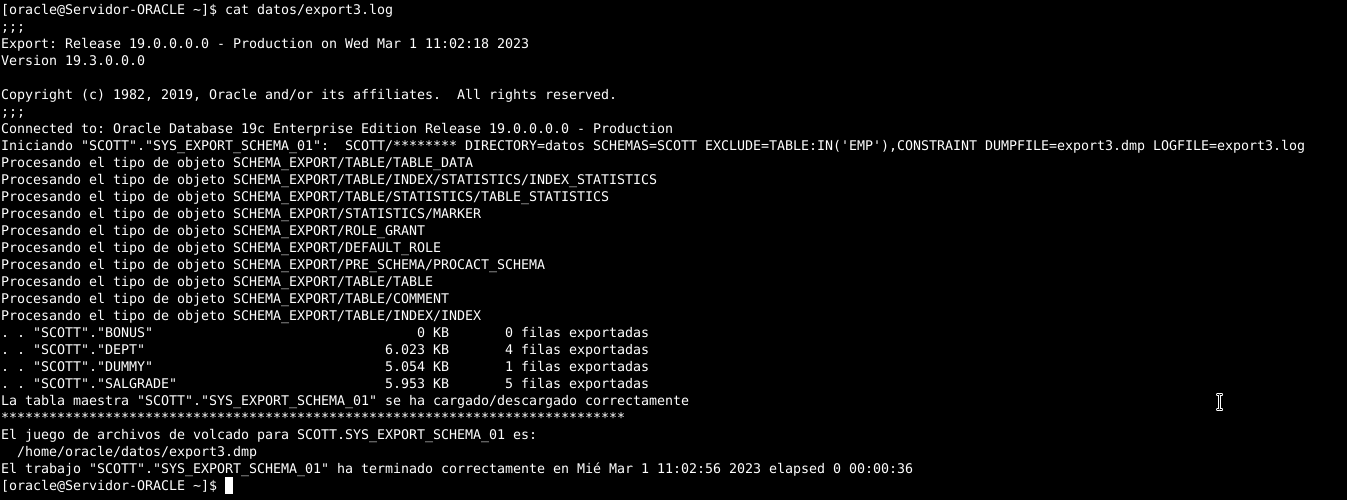 [oracle@Servidor-ORACLE ~]$ cat datos/export3.log
;;;
Export: Release 19.0.0.0.0 - Production on Wed Mar 1 11:02:18 2023
Version 19.3.0.0.0
Copyright (c) 1982, 2019, Oracle and/or its affiliates.  All rights reserved.
;;;
Connected to: Oracle Database 19c Enterprise Edition Release 19.0.0.0.0 - Production
Iniciando "SCOTT"."SYS_EXPORT_SCHEMA_01":  SCOTT/******** DIRECTORY=datos SCHEMAS=SCOTT EXCLUDE=TABLE:IN('EMP'),CONSTRAINT DUMPFILE=export3.dmp LOGFILE=export3.log
Procesando el tipo de objeto SCHEMA_EXPORT/TABLE/TABLE_DATA
Procesando el tipo de objeto SCHEMA_EXPORT/TABLE/INDEX/STATISTICS/INDEX_STATISTICS
Procesando el tipo de objeto SCHEMA_EXPORT/TABLE/STATISTICS/TABLE_STATISTICS
Procesando el tipo de objeto SCHEMA_EXPORT/STATISTICS/MARKER
Procesando el tipo de objeto SCHEMA_EXPORT/ROLE_GRANT
Procesando el tipo de objeto SCHEMA_EXPORT/DEFAULT_ROLE
Procesando el tipo de objeto SCHEMA_EXPORT/PRE_SCHEMA/PROCACT_SCHEMA
Procesando el tipo de objeto SCHEMA_EXPORT/TABLE/TABLE
Procesando el tipo de objeto SCHEMA_EXPORT/TABLE/COMMENT
Procesando el tipo de objeto SCHEMA_EXPORT/TABLE/INDEX/INDEX
. . "SCOTT"."BONUS"                                 0 KB       0 filas exportadas
. . "SCOTT"."DEPT"                              6.023 KB       4 filas exportadas
. . "SCOTT"."DUMMY"                             5.054 KB       1 filas exportadas
. . "SCOTT"."SALGRADE"                          5.953 KB       5 filas exportadas
La tabla maestra "SCOTT"."SYS_EXPORT_SCHEMA_01" se ha cargado/descargado correctamente
******************************************************************************
El juego de archivos de volcado para SCOTT.SYS_EXPORT_SCHEMA_01 es:
  /home/oracle/datos/export3.dmp
El trabajo "SCOTT"."SYS_EXPORT_SCHEMA_01" ha terminado correctamente en Mié Mar 1 11:02:56 2023 elapsed 0 00:00:36
[oracle@Servidor-ORACLE ~]$